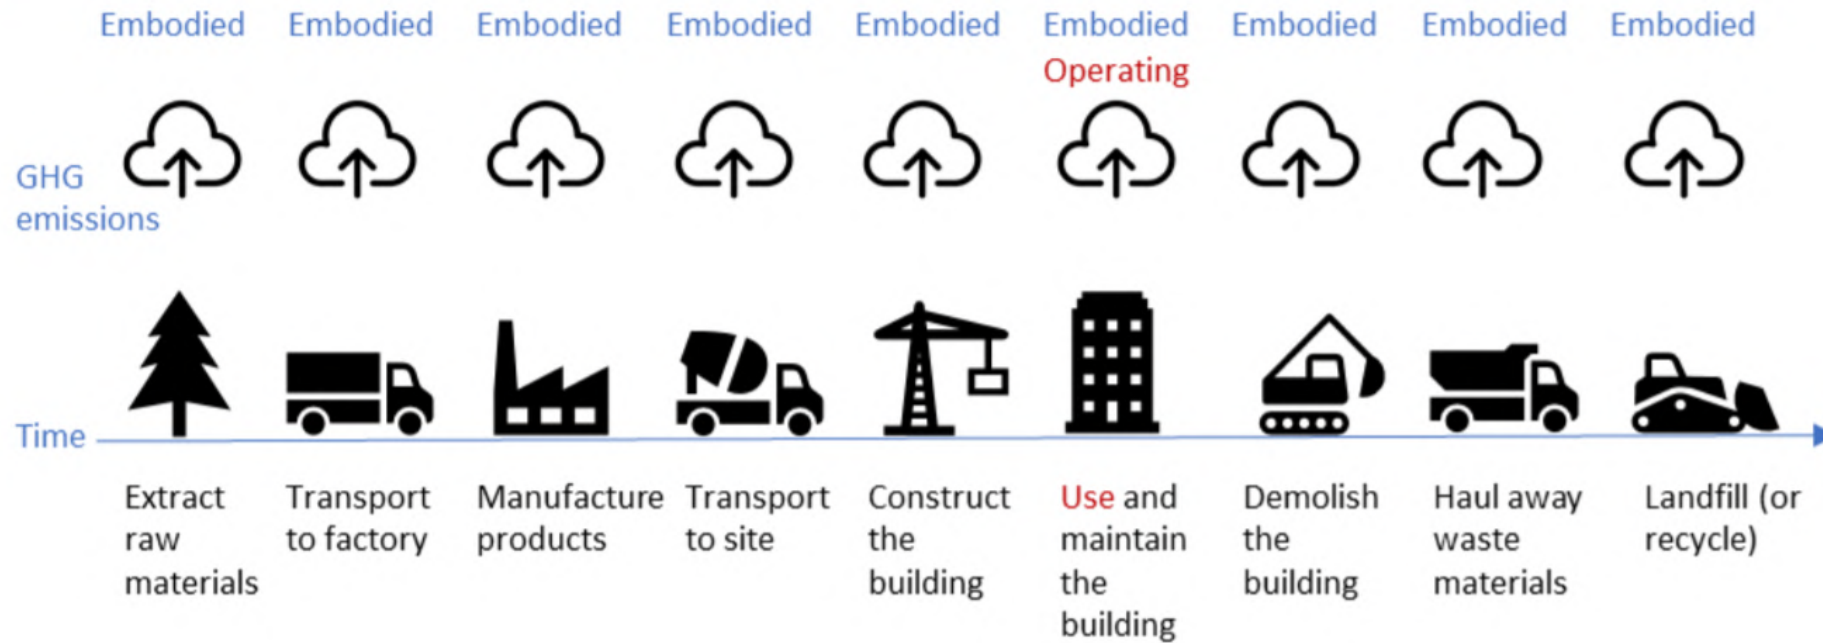 Embodied Embodied Embodied Embodied Embodied Embodied Embodied Embodied Embodied
Operating
GHG
emissions
Time
Extract
raw
materials
Transport
to factory
Manufacture
products
Transport
to site
Construct
the
building
Use and
maintain
the
building
Demolish
the
building
Haul away
waste
materials
Landfill (or
recycle)